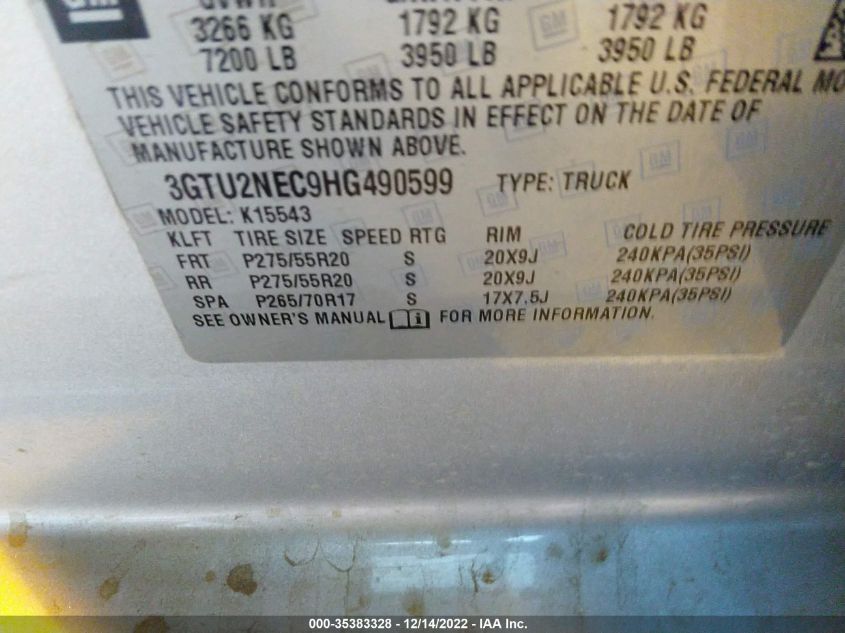 GM
3266 KG 1792 KG 1792 KG
7200 LB 3950 LB 3950 LB
THIS VEHICLE CONFORMS TO ALL APPLICABLE U.S. FEDERAL MO
VEHICLE SAFETY STANDARDS IN EFFECT ON THE DATE OF
MANUFACTURE SHOWN ABOVE.
3GTU2NEC9HG490599 TYPE: TRUCK
MODEL: K15543
KLFT TIRE SIZE SPEED RTG RIM COLD TIRE PRESSURE
FRT P275/55R20 S 20X9J 240KPA(35PSI)
RR P275/55R20 S 20X9J 240KPA(35PSI)
SPA P265/70R17 S 17X7.5J 240KPA(35PSI)
SEE OWNER'S MANUAL i FOR MORE INFORMATION.
000-35383328 - 12/14/2022 - IAA Inc.